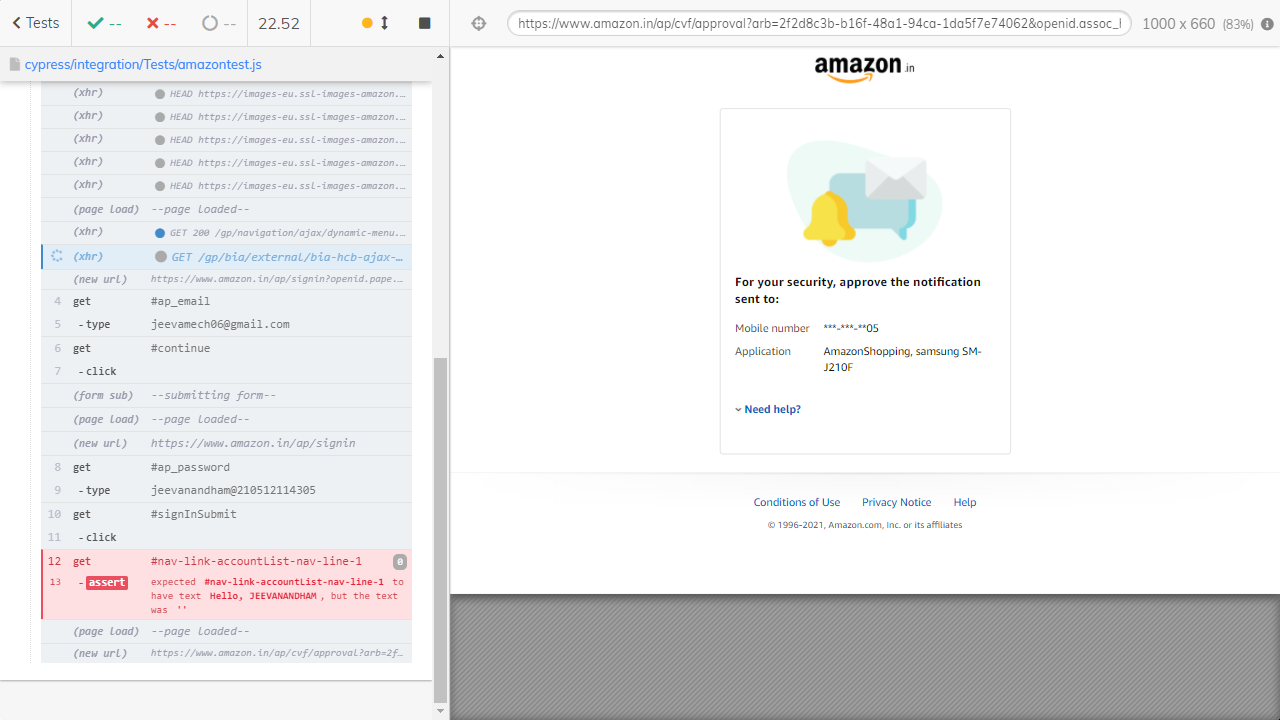 Tests
--
--
--
22.52
https://www.amazon.in/ap/cvf/approval?arb=2f2d8c3b-b16f-48a1-94ca-1da5f7e74062&openid.assoc_h
1000 x 660 (83%)
cypress/integration/Tests/amazontest.js
(xhr) HEAD https://images-eu.ssl-images-amazon.…
(xhr) HEAD https://images-eu.ssl-images-amazon.…
(xhr) HEAD https://images-eu.ssl-images-amazon.…
(xhr) HEAD https://images-eu.ssl-images-amazon.…
(xhr) HEAD https://images-eu.ssl-images-amazon.…
(page load) --page loaded--
(xhr) GET 200 /gp/navigation/ajax/dynamic-menu.…
(xhr) GET /gp/bia/external/bia-hcb-ajax-…
(new url) https://www.amazon.in/ap/signin?openid.pape.…
4 get #ap_email
5 -type jeevamech06@gmail.com
6 get #continue
7 -click
(form sub) --submitting form--
(page load) --page loaded--
(new url) https://www.amazon.in/ap/signin
8 get #ap_password
9 -type jeevanandham@210512114305
10 get #signInSubmit
11 -click
12 get #nav-link-accountList-nav-line-1 0
13 -assert expected #nav-link-accountList-nav-line-1 to
have text Hello, JEEVANANDHAM , but the text
was ''
(page load) --page loaded--
(new url) https://www.amazon.in/ap/cvf/approval?arb=2f…
amazon.in
For your security, approve the notification
sent to:
Mobile number ***-***-**05
Application AmazonShopping, samsung SM-
J210F
Need help?
Conditions of Use Privacy Notice Help
© 1996-2021, Amazon.com, Inc. or its affiliates